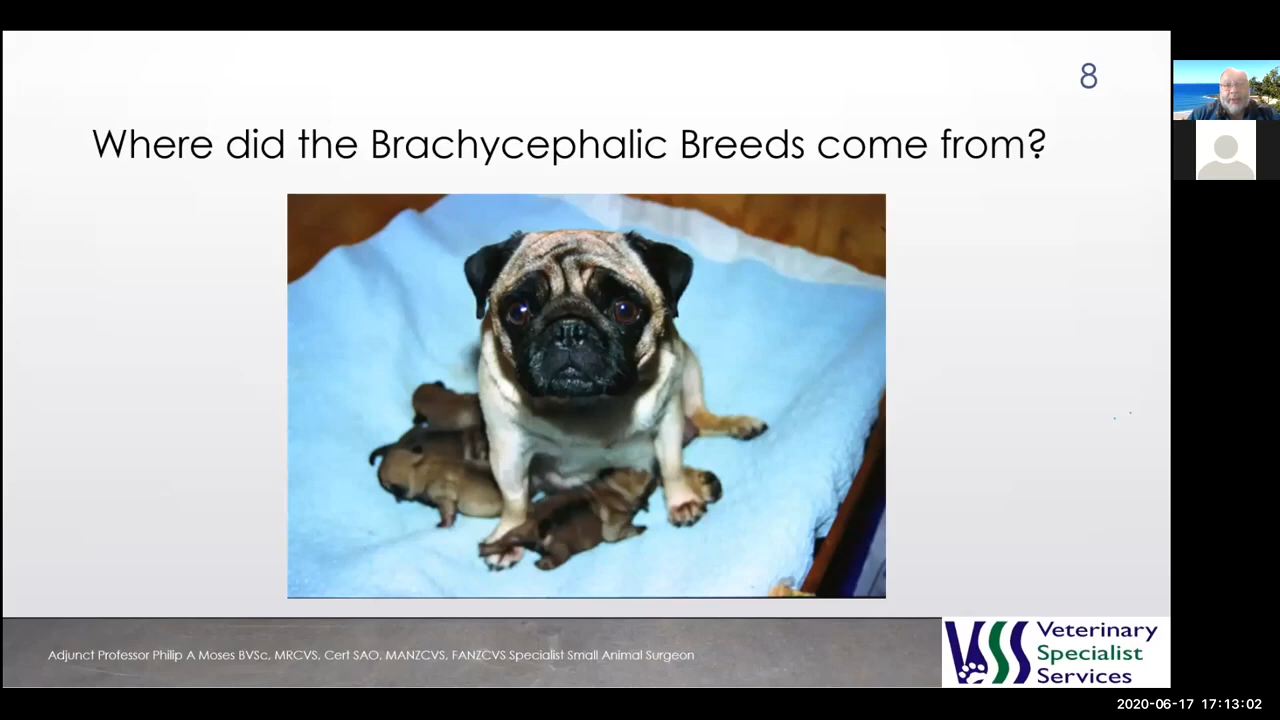 8
Where did the Brachycephalic Breeds come from?
Adjunct Professor Philip A Moses BVSc, MRCVS, Cert SAO, MANZCVS, FANZCVS Specialist Small Animal Surgeon
VSS
Veterinary
Specialist
Services
2020-06-17 17:13:02